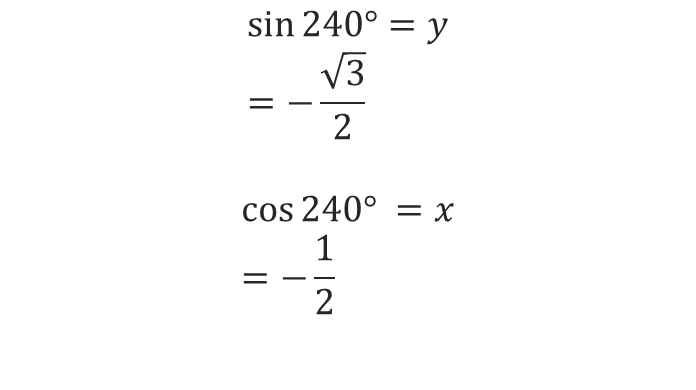 sin 240° = y
= −√3/2
cos 240° = x
= −1/2